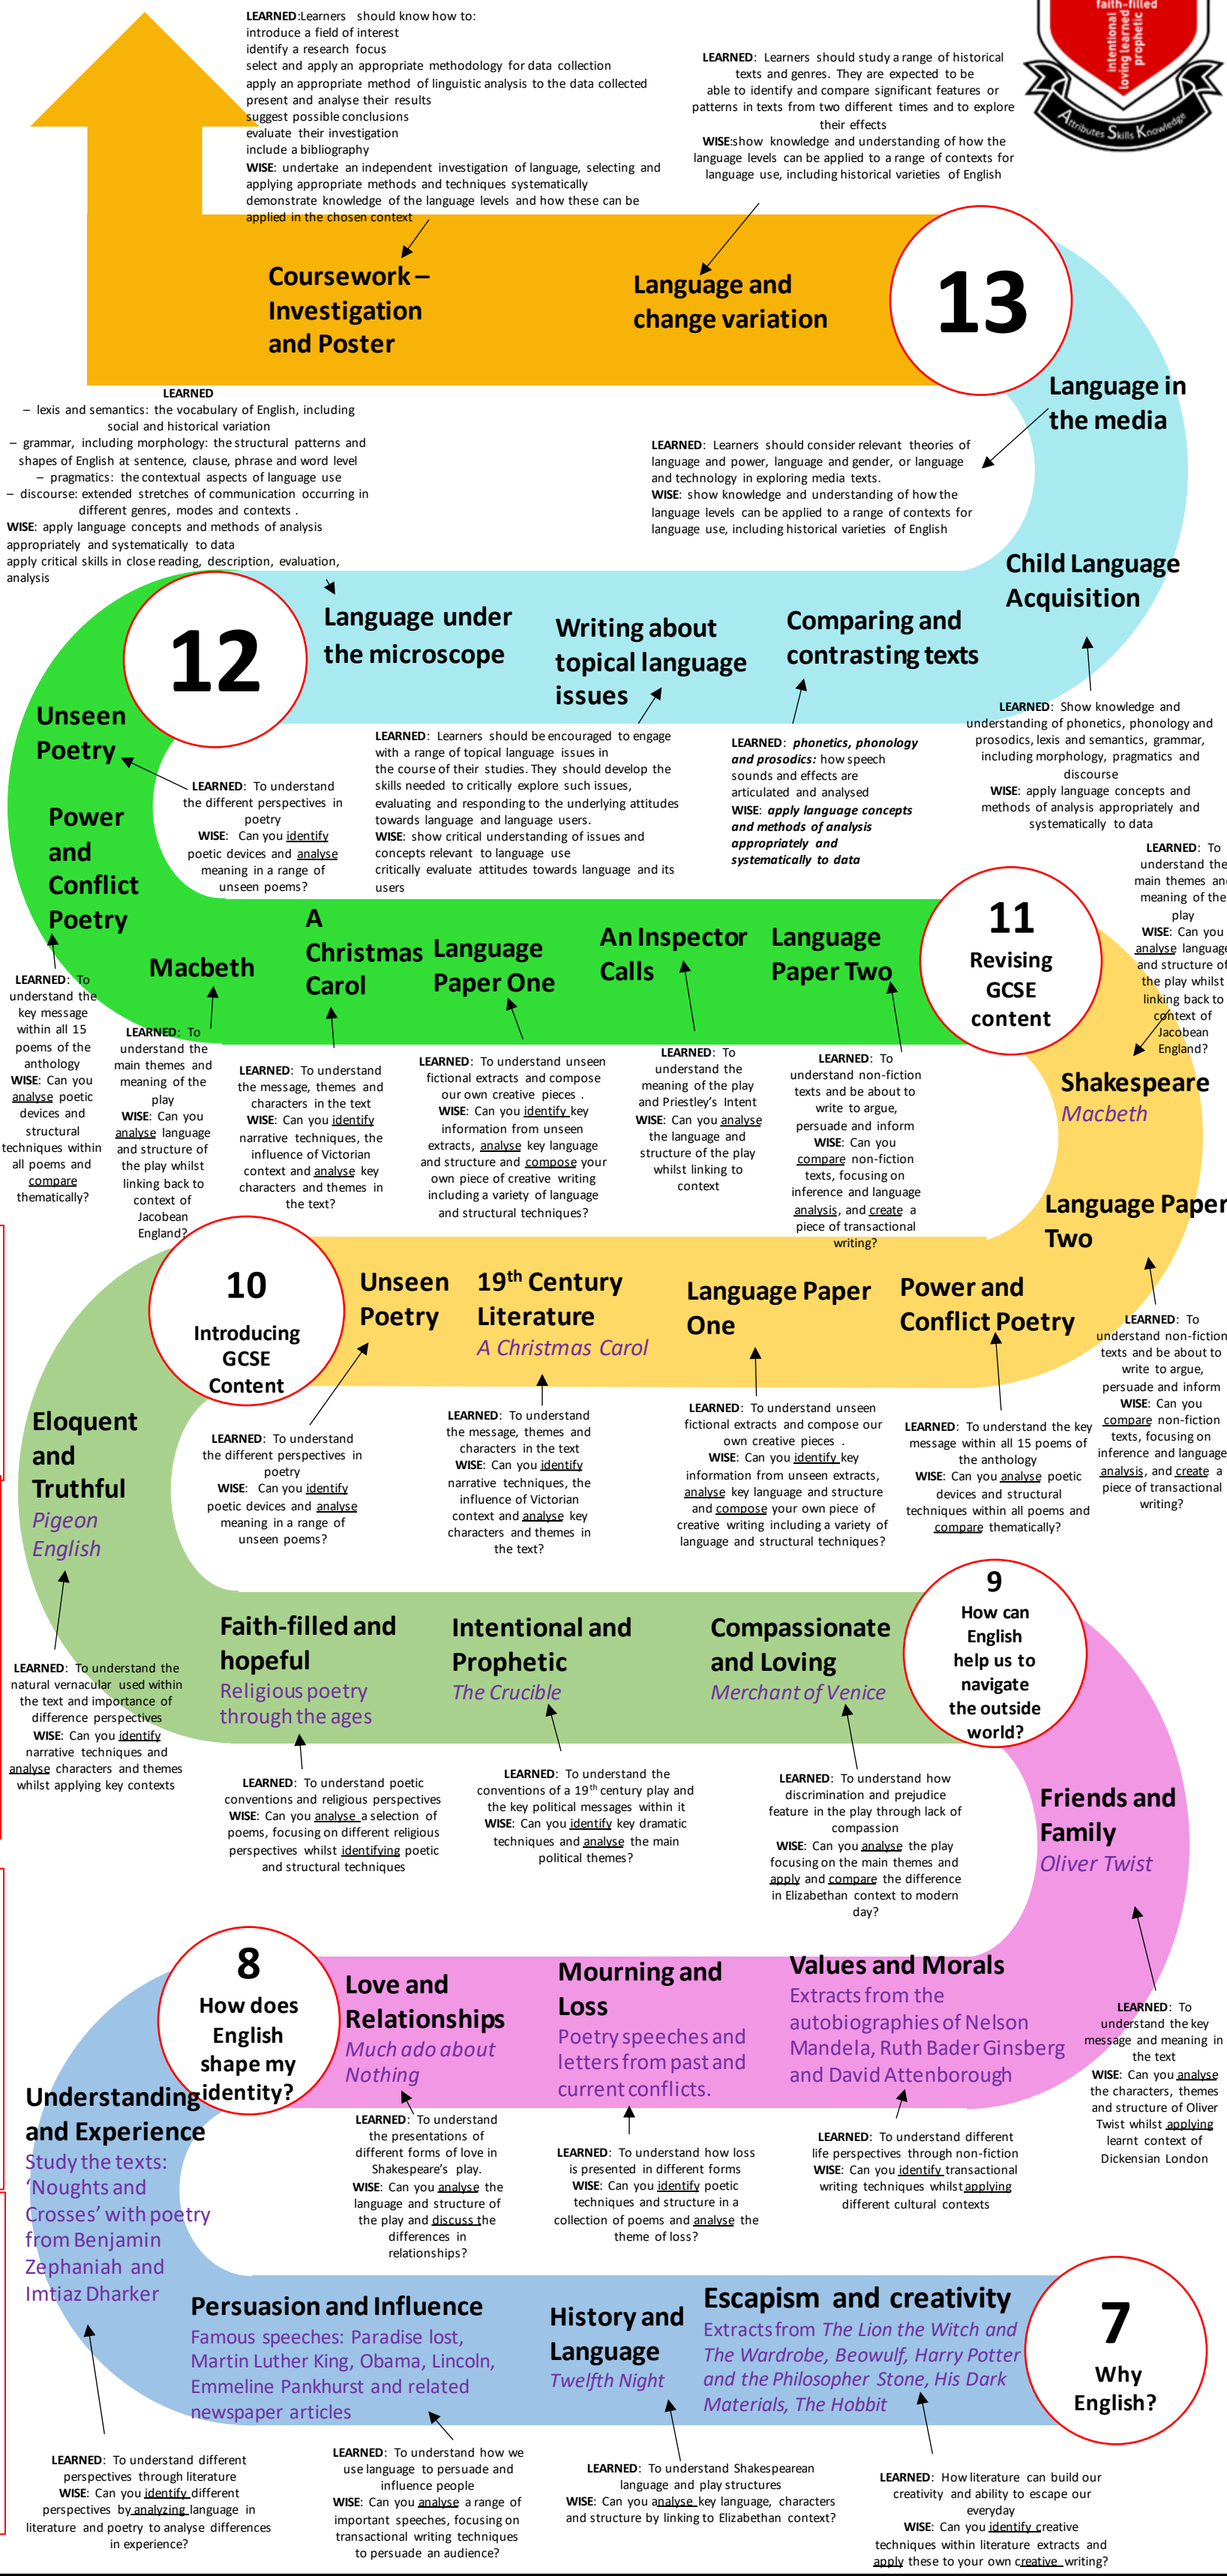 faith-filled
intentional
loving learned
prophetic
Attributes Skills Knowledge
LEARNED:Learners should know how to:
introduce a field of interest
identify a research focus
select and apply an appropriate methodology for data collection
apply an appropriate method of linguistic analysis to the data collected
present and analyse their results
suggest possible conclusions
evaluate their investigation
include a bibliography
WISE: undertake an independent investigation of language, selecting and
applying appropriate methods and techniques systematically
demonstrate knowledge of the language levels and how these can be
applied in the chosen context
LEARNED: Learners should study a range of historical
texts and genres. They are expected to be
able to identify and compare significant features or
patterns in texts from two different times and to explore
their effects
WISE:show knowledge and understanding of how the
language levels can be applied to a range of contexts for
language use, including historical varieties of English
Coursework –
Investigation
and Poster
Language and
change variation
13
Language in
the media
LEARNED
– lexis and semantics: the vocabulary of English, including
social and historical variation
– grammar, including morphology: the structural patterns and
shapes of English at sentence, clause, phrase and word level
– pragmatics: the contextual aspects of language use
– discourse: extended stretches of communication occurring in
different genres, modes and contexts .
WISE: apply language concepts and methods of analysis
appropriately and systematically to data
apply critical skills in close reading, description, evaluation,
analysis
LEARNED: Learners should consider relevant theories of
language and power, language and gender, or language
and technology in exploring media texts.
WISE: show knowledge and understanding of how the
language levels can be applied to a range of contexts for
language use, including historical varieties of English
Child Language
Acquisition
12
Language under
the microscope
Writing about
topical language
issues
Comparing and
contrasting texts
Unseen
Poetry
LEARNED: To understand
the different perspectives in
poetry
WISE: Can you identify
poetic devices and analyse
meaning in a range of
unseen poems?
LEARNED: Learners should be encouraged to engage
with a range of topical language issues in
the course of their studies. They should develop the
skills needed to critically explore such issues,
evaluating and responding to the underlying attitudes
towards language and language users.
WISE: show critical understanding of issues and
concepts relevant to language use
critically evaluate attitudes towards language and its
users
LEARNED: phonetics, phonology
and prosodics: how speech
sounds and effects are
articulated and analysed
WISE: apply language concepts
and methods of analysis
appropriately and
systematically to data
LEARNED: Show knowledge and
understanding of phonetics, phonology and
prosodics, lexis and semantics, grammar,
including morphology, pragmatics and
discourse
WISE: apply language concepts and
methods of analysis appropriately and
systematically to data
Power
and
Conflict
Poetry
Macbeth
A
Christmas
Carol
Language
Paper One
An Inspector
Calls
Language
Paper Two
11
Revising
GCSE
content
LEARNED: To
understand the
main themes and
meaning of the
play
WISE: Can you
analyse language
and structure of
the play whilst
linking back to
context of
Jacobean
England?
LEARNED: To
understand the
key message
within all 15
poems of the
anthology
WISE: Can you
analyse poetic
devices and
structural
techniques within
all poems and
compare
thematically?
LEARNED: To
understand the
main themes and
meaning of the
play
WISE: Can you
analyse language
and structure of
the play whilst
linking back to
context of
Jacobean
England?
LEARNED: To understand
the message, themes and
characters in the text
WISE: Can you identify
narrative techniques, the
influence of Victorian
context and analyse key
characters and themes in
the text?
LEARNED: To understand unseen
fictional extracts and compose
our own creative pieces .
WISE: Can you identify key
information from unseen
extracts, analyse key language
and structure and compose your
own piece of creative writing
including a variety of language
and structural techniques?
LEARNED: To
understand the
meaning of the play
and Priestley's Intent
WISE: Can you analyse
the language and
structure of the play
whilst linking to
context
LEARNED: To
understand non-fiction
texts and be about to
write to argue,
persuade and inform
WISE: Can you
compare non-fiction
texts, focusing on
inference and language
analysis, and create a
piece of transactional
writing?
Shakespeare
Macbeth
Language Paper
Two
10
Introducing
GCSE
Content
Unseen
Poetry
19th Century
Literature
A Christmas Carol
Language Paper
One
Power and
Conflict Poetry
LEARNED: To
understand non-fiction
texts and be about to
write to argue,
persuade and inform
WISE: Can you
compare non-fiction
texts, focusing on
inference and language
analysis, and create a
piece of transactional
writing?
Eloquent
and
Truthful
Pigeon
English
LEARNED: To understand
the different perspectives in
poetry
WISE: Can you identify
poetic devices and analyse
meaning in a range of
unseen poems?
LEARNED: To understand
the message, themes and
characters in the text
WISE: Can you identify
narrative techniques, the
influence of Victorian
context and analyse key
characters and themes in
the text?
LEARNED: To understand unseen
fictional extracts and compose our
own creative pieces .
WISE: Can you identify key
information from unseen extracts,
analyse key language and structure
and compose your own piece of
creative writing including a variety of
language and structural techniques?
LEARNED: To understand the key
message within all 15 poems of
the anthology
WISE: Can you analyse poetic
devices and structural
techniques within all poems and
compare thematically?
9
How can
English
help us to
navigate
the outside
world?
Faith-filled and
hopeful
Religious poetry
through the ages
Intentional and
Prophetic
The Crucible
Compassionate
and Loving
Merchant of Venice
LEARNED: To understand the
natural vernacular used within
the text and importance of
difference perspectives
WISE: Can you identify
narrative techniques and
analyse characters and themes
whilst applying key contexts
LEARNED: To understand poetic
conventions and religious perspectives
WISE: Can you analyse a selection of
poems, focusing on different religious
perspectives whilst identifying poetic
and structural techniques
LEARNED: To understand the
conventions of a 19th century play and
the key political messages within it
WISE: Can you identify key dramatic
techniques and analyse the main
political themes?
LEARNED: To understand how
discrimination and prejudice
feature in the play through lack of
compassion
WISE: Can you analyse the play
focusing on the main themes and
apply and compare the difference
in Elizabethan context to modern
day?
Friends and
Family
Oliver Twist
8
How does
English
shape my
identity?
Love and
Relationships
Much ado about
Nothing
Mourning and
Loss
Poetry speeches and
letters from past and
current conflicts.
Values and Morals
Extracts from the
autobiographies of Nelson
Mandela, Ruth Bader Ginsberg
and David Attenborough
LEARNED: To
understand the key
message and meaning in
the text
WISE: Can you analyse
the characters, themes
and structure of Oliver
Twist whilst applying
learnt context of
Dickensian London
Understanding
and Experience
Study the texts:
'Noughts and
Crosses' with poetry
from Benjamin
Zephaniah and
Imtiaz Dharker
LEARNED: To understand
the presentations of
different forms of love in
Shakespeare's play.
WISE: Can you analyse the
language and structure of
the play and discuss the
differences in
relationships?
LEARNED: To understand how loss
is presented in different forms
WISE: Can you identify poetic
techniques and structure in a
collection of poems and analyse the
theme of loss?
LEARNED: To understand different
life perspectives through non-fiction
WISE: Can you identify transactional
writing techniques whilst applying
different cultural contexts
Persuasion and Influence
Famous speeches: Paradise lost,
Martin Luther King, Obama, Lincoln,
Emmeline Pankhurst and related
newspaper articles
History and
Language
Twelfth Night
Escapism and creativity
Extracts from The Lion the Witch and
The Wardrobe, Beowulf, Harry Potter
and the Philosopher Stone, His Dark
Materials, The Hobbit
7
Why
English?
LEARNED: To understand different
perspectives through literature
WISE: Can you identify different
perspectives by analyzing language in
literature and poetry to analyse differences
in experience?
LEARNED: To understand how we
use language to persuade and
influence people
WISE: Can you analyse a range of
important speeches, focusing on
transactional writing techniques
to persuade an audience?
LEARNED: To understand Shakespearean
language and play structures
WISE: Can you analyse key language, characters
and structure by linking to Elizabethan context?
LEARNED: How literature can build our
creativity and ability to escape our
everyday
WISE: Can you identify creative
techniques within literature extracts and
apply these to your own creative writing?